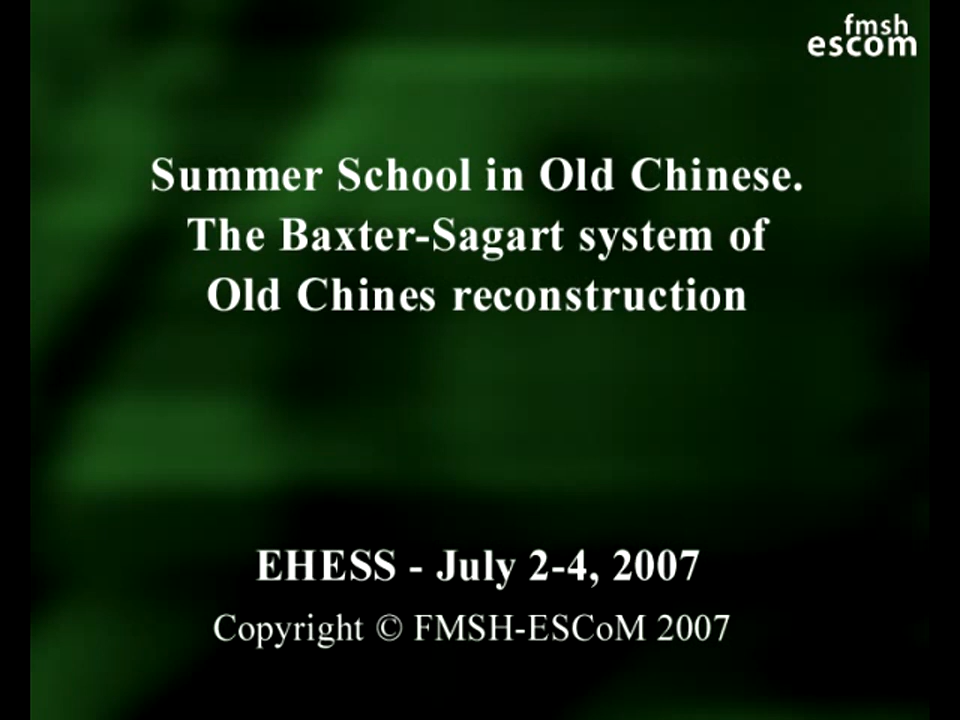 fmsh
escom
Summer School in Old Chinese.
The Baxter-Sagart system of
Old Chines reconstruction
EHESS - July 2-4, 2007
Copyright © FMSH-ESCoM 2007